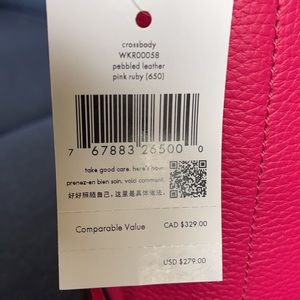 crossbody
WKR00058
pebbled leather
pink ruby (650)
7 67883 26500 0
take good care. here's how.
prenez-en bien soin. voici comment.
好好照顾自己. 这里是具体做法.
Comparable Value CAD $329.00
USD $279.00